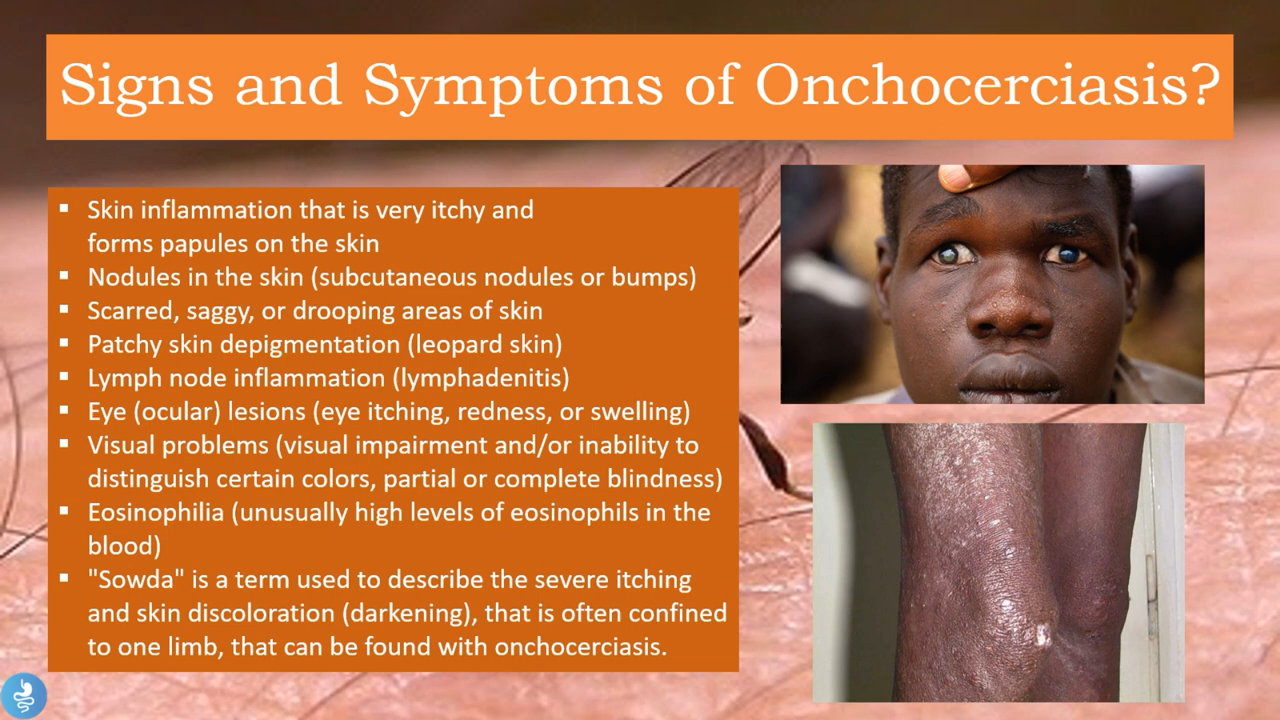 Signs and Symptoms of Onchocerciasis?
▪ Skin inflammation that is very itchy and
forms papules on the skin
▪ Nodules in the skin (subcutaneous nodules or bumps)
▪ Scarred, saggy, or drooping areas of skin
▪ Patchy skin depigmentation (leopard skin)
▪ Lymph node inflammation (lymphadenitis)
▪ Eye (ocular) lesions (eye itching, redness, or swelling)
▪ Visual problems (visual impairment and/or inability to
distinguish certain colors, partial or complete blindness)
▪ Eosinophilia (unusually high levels of eosinophils in the
blood)
▪ "Sowda" is a term used to describe the severe itching
and skin discoloration (darkening), that is often confined
to one limb, that can be found with onchocerciasis.